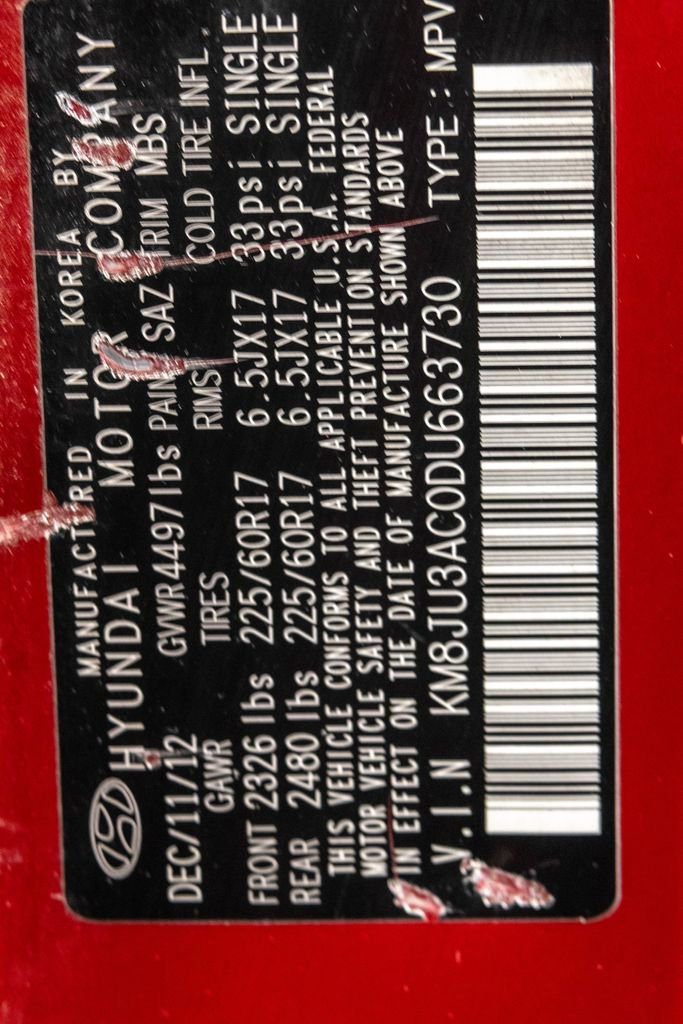 MANUFACTURED IN KOREA BY
HYUNDAI MOTOR COMPANY
DEC/11/12 GVWR 4497lbs PAINT SAZ TRIM MBS
GAWR TIRES RIMS COLD TIRE INFL.
FRONT 2326 lbs 225/60R17 6.5JX17 33psi SINGLE
REAR 2480 lbs 225/60R17 6.5JX17 33psi SINGLE
THIS VEHICLE CONFORMS TO ALL APPLICABLE U.S.A. FEDERAL
MOTOR VEHICLE SAFETY AND THEFT PREVENTION STANDARDS
IN EFFECT ON THE DATE OF MANUFACTURE SHOWN ABOVE
V.I.N KM8JU3AC0DU663730 TYPE : MPV